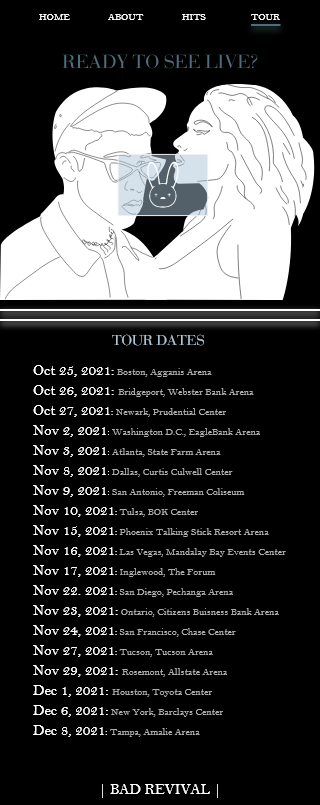 HOME ABOUT HITS TOUR
READY TO SEE LIVE?
TOUR DATES
Oct 25, 2021: Boston, Agganis Arena
Oct 26, 2021: Bridgeport, Webster Bank Arena
Oct 27, 2021: Newark, Prudential Center
Nov 2, 2021: Washington D.C., EagleBank Arena
Nov 3, 2021: Atlanta, State Farm Arena
Nov 8, 2021: Dallas, Curtis Culwell Center
Nov 9, 2021: San Antonio, Freeman Coliseum
Nov 10, 2021: Tulsa, BOK Center
Nov 15, 2021: Phoenix Talking Stick Resort Arena
Nov 16, 2021: Las Vegas, Mandalay Bay Events Center
Nov 17, 2021: Inglewood, The Forum
Nov 22. 2021: San Diego, Pechanga Arena
Nov 23, 2021: Ontario, Citizens Buisness Bank Arena
Nov 24, 2021: San Francisco, Chase Center
Nov 27, 2021: Tucson, Tucson Arena
Nov 29, 2021: Rosemont, Allstate Arena
Dec 1, 2021: Houston, Toyota Center
Dec 6, 2021: New York, Barclays Center
Dec 8, 2021: Tampa, Amalie Arena
| BAD REVIVAL |